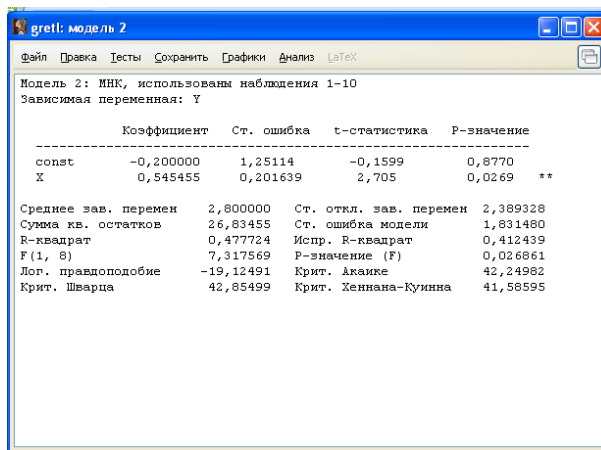 gretl: модель 2
Файл Правка Тесты Сохранить Графики Анализ LaTeX
Модель 2: МНК, использованы наблюдения 1-10
Зависимая переменная: Y
Коэффициент Ст. ошибка t-статистика P-значение
const -0,200000 1,25114 -0,1599 0,8770
X 0,545455 0,201639 2,705 0,0269 **
Среднее зав. перемен 2,800000 Ст. откл. зав. перемен 2,389328
Сумма кв. остатков 26,83455 Ст. ошибка модели 1,831480
R-квадрат 0,477724 Испр. R-квадрат 0,412439
F(1, 8) 7,317569 P-значение (F) 0,026861
Лог. правдоподобие -19,12491 Крит. Акаике 42,24982
Крит. Шварца 42,85499 Крит. Хеннана-Куинна 41,58595